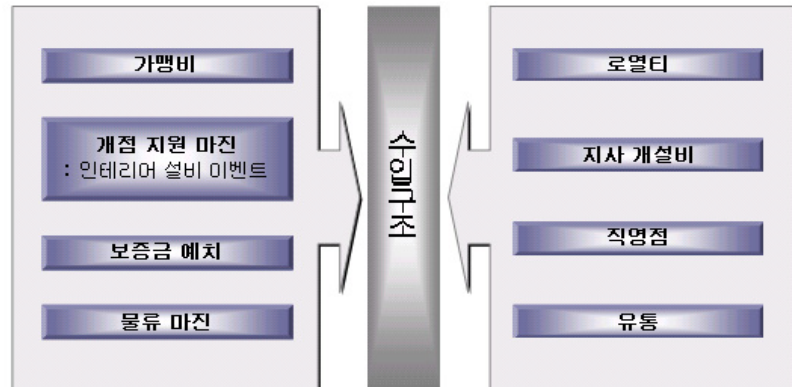 가맹비
개점 지원 마진
: 인테리어 설비 이벤트
보증금 예치
물류 마진
수익구조
로열티
지사 개설비
직영점
유통